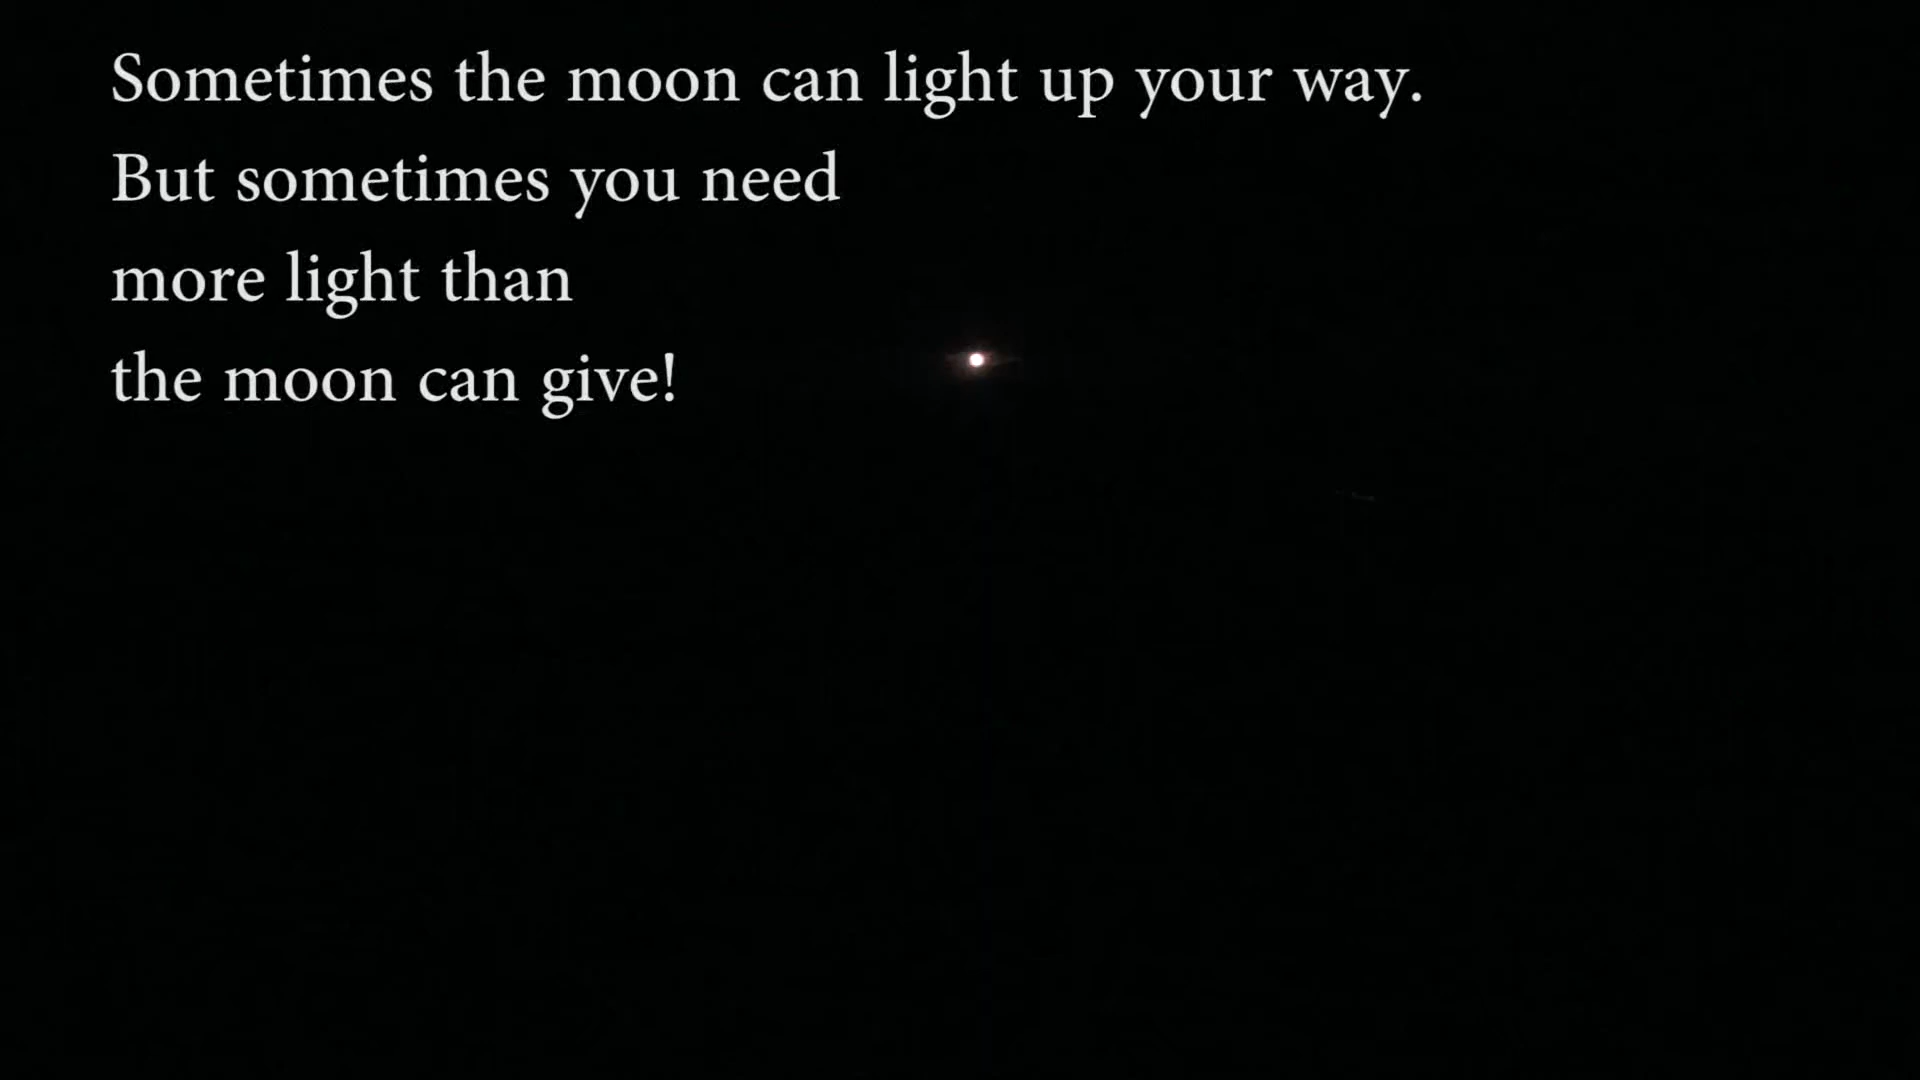 Sometimes the moon can light up your way.
But sometimes you need
more light than
the moon can give!